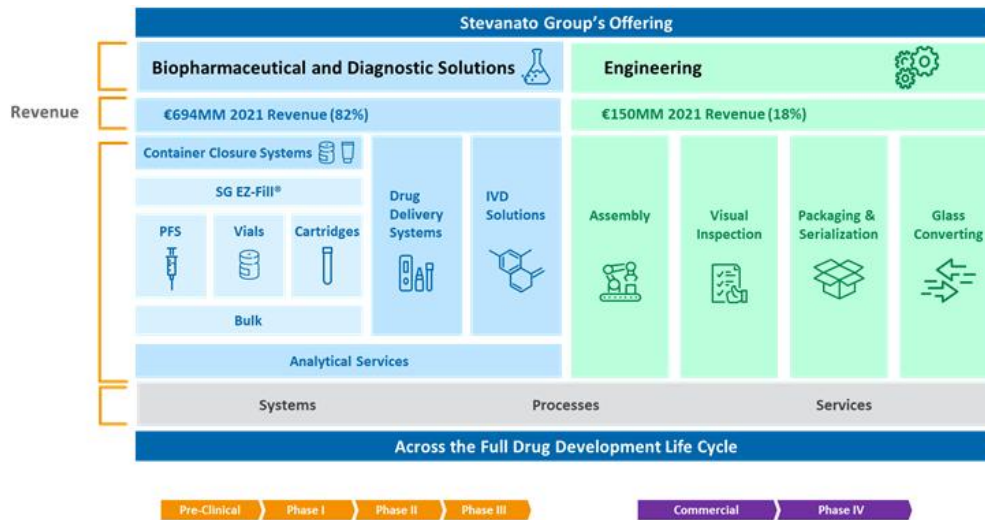 Stevanato Group's Offering
Biopharmaceutical and Diagnostic Solutions
Engineering
Revenue
€694MM 2021 Revenue (82%)
€150MM 2021 Revenue (18%)
Container Closure Systems
SG EZ-Fill®
PFS
Vials
Cartridges
Bulk
Drug
Delivery
Systems
IVD
Solutions
Analytical Services
Assembly
Visual
Inspection
Packaging &
Serialization
Glass
Converting
Systems
Processes
Services
Across the Full Drug Development Life Cycle
Pre-Clinical
Phase I
Phase II
Phase III
Commercial
Phase IV